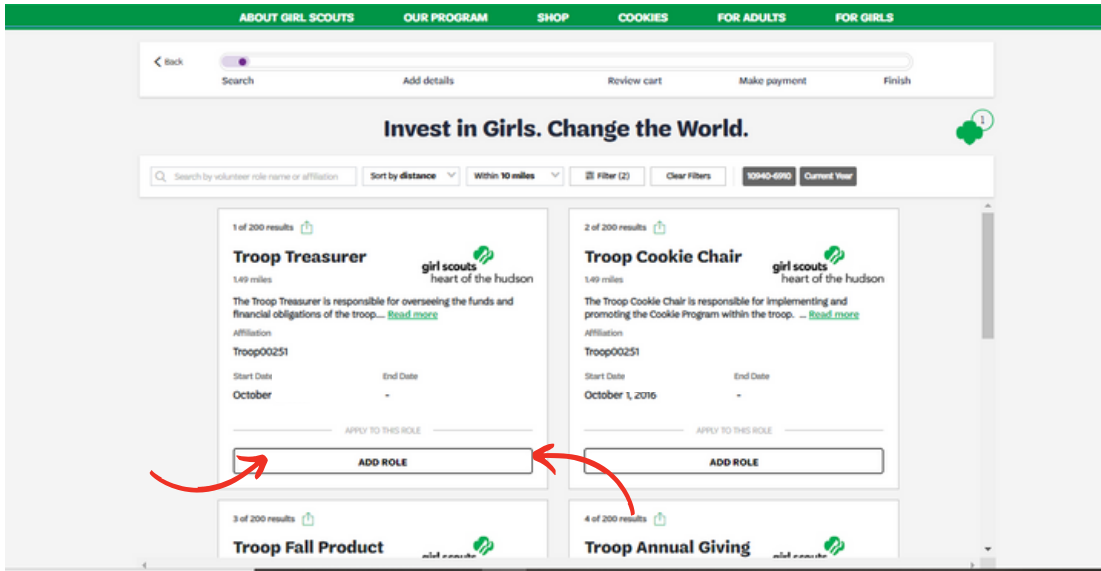 ABOUT GIRL SCOUTS OUR PROGRAM SHOP COOKIES FOR ADULTS FOR GIRLS
Back
Search Add details Review cart Make payment Finish
Invest in Girls. Change the World.
1
Search by volunteer role name or affiliation Sort by distance Within 10 miles Filter (2) Clear Filters 10940-6910 Current Year
1 of 200 results
Troop Treasurer
girl scouts
heart of the hudson
1.49 miles
The Troop Treasurer is responsible for overseeing the funds and
financial obligations of the troop.... Read more
Affiliation
Troop00251
Start Date End Date
October -
APPLY TO THIS ROLE
ADD ROLE
2 of 200 results
Troop Cookie Chair
girl scouts
heart of the hudson
1.49 miles
The Troop Cookie Chair is responsible for implementing and
promoting the Cookie Program within the troop. ... Read more
Affiliation
Troop00251
Start Date End Date
October 1, 2016 -
APPLY TO THIS ROLE
ADD ROLE
3 of 200 results
Troop Fall Product
girl scouts
4 of 200 results
Troop Annual Giving
girl scouts